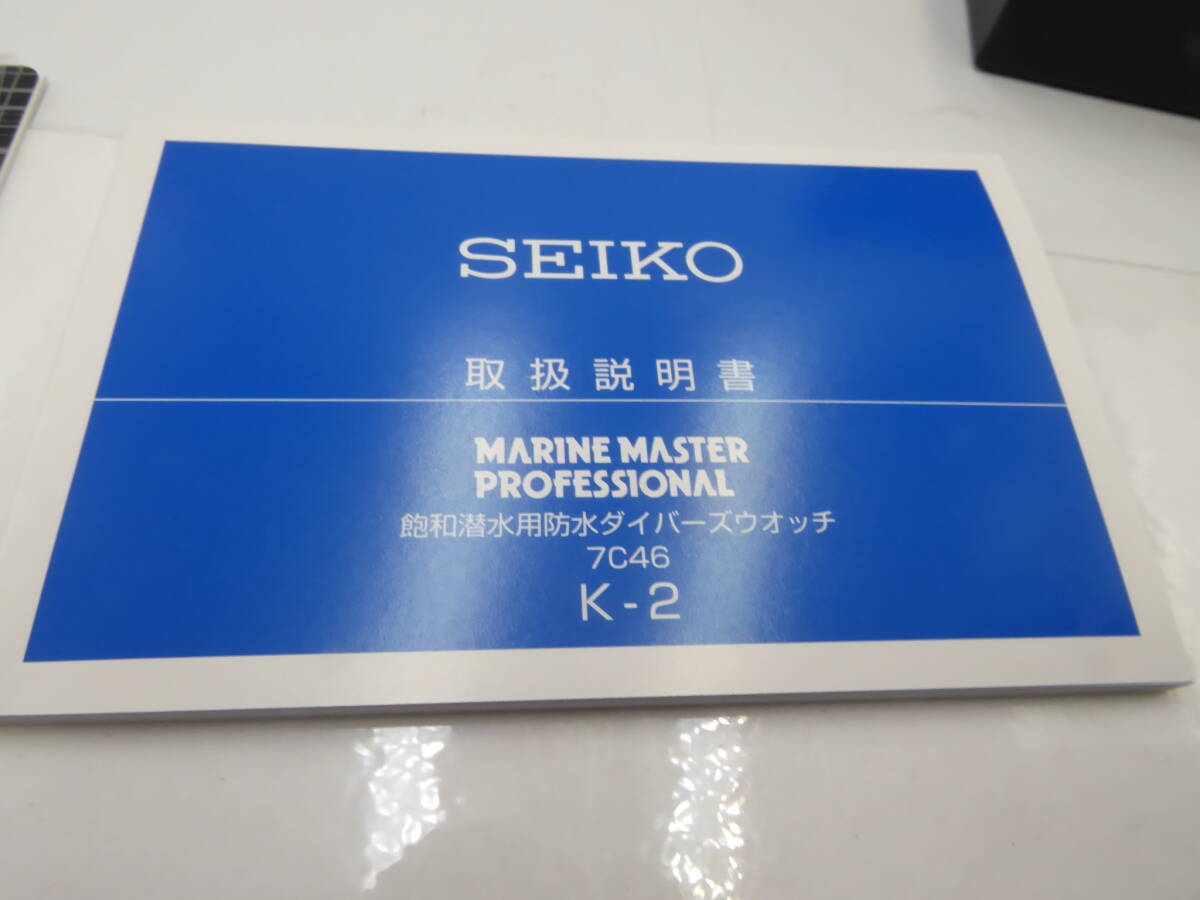 SEIKO
取扱説明書
MARINE MASTER
PROFESSIONAL
飽和潜水用防水ダイバーズウオッチ
7C46
K-2